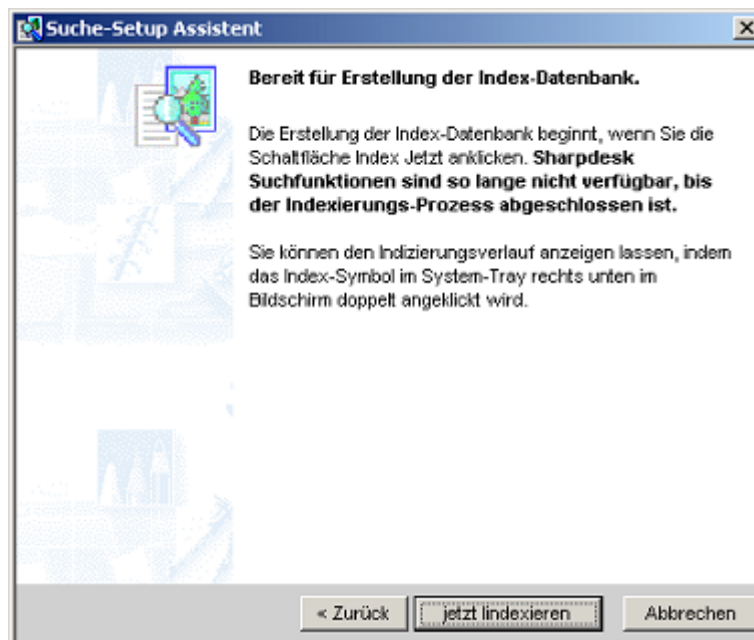 Suche-Setup Assistent
Bereit für Erstellung der Index-Datenbank.
Die Erstellung der Index-Datenbank beginnt, wenn Sie die
Schaltfläche Index Jetzt anklicken. Sharpdesk
Suchfunktionen sind so lange nicht verfügbar, bis
der Indexierungs-Prozess abgeschlossen ist.
Sie können den Indizierungsverlauf anzeigen lassen, indem
das Index-Symbol im System-Tray rechts unten im
Bildschirm doppelt angeklickt wird.
« Zurück jetzt Iindexieren Abbrechen